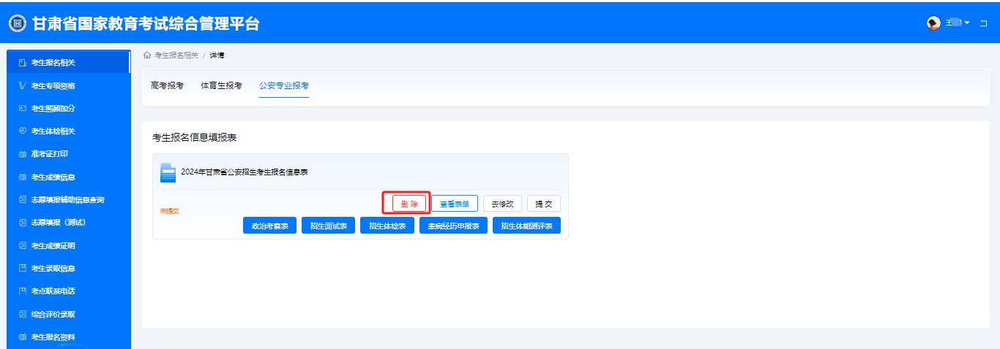 甘肃省国家教育考试综合管理平台
王
考生报名相关
考生专项资格
考生照顾加分
考生体检相关
准考证打印
考生成绩信息
志愿填报辅助信息查询
志愿填报（测试）
考生成绩证明
考生录取信息
考点联系电话
综合评价录取
考生报名资料
考生报名相关 / 详情
高考报考 体育生报考 公安专业报考
考生报名信息填报表
2024年甘肃省公安招生考生报名信息表
未提交
删 除 查看表单 去修改 提 交
政治考察表 招生面试表 招生体检表 患病经历申报表 招生体能测评表